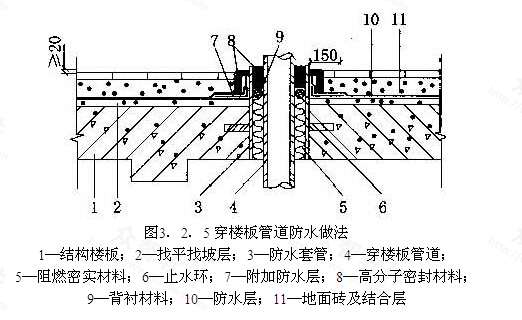 7 8 9 150 10 11
≥20
1 2 3 4 5 6
图3．2．5穿楼板管道防水做法
1—结构楼板；2—找平找坡层；3—防水套管；4—穿楼板管道；
5—阻燃密实材料；6—止水环；7—附加防水层；8—高分子密封材料；
9—背衬材料；10—防水层；11—地面砖及结合层